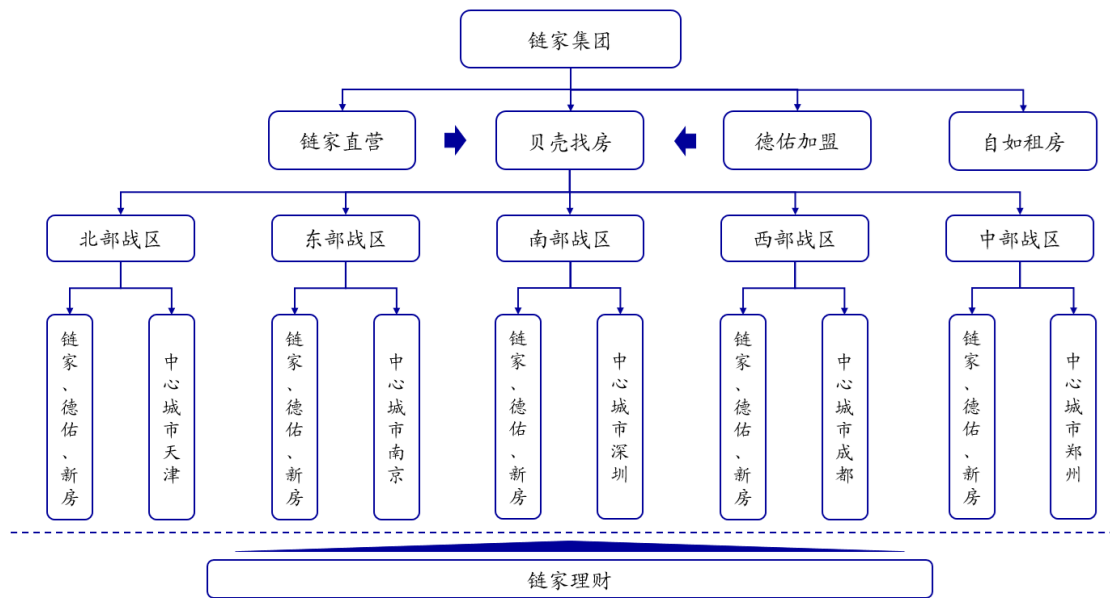 链家集团
链家直营
贝壳找房
德佑加盟
自如租房
北部战区
东部战区
南部战区
西部战区
中部战区
链家、德佑、新房
中心城市天津
链家、德佑、新房
中心城市南京
链家、德佑、新房
中心城市深圳
链家、德佑、新房
中心城市成都
链家、德佑、新房
中心城市郑州
链家理财